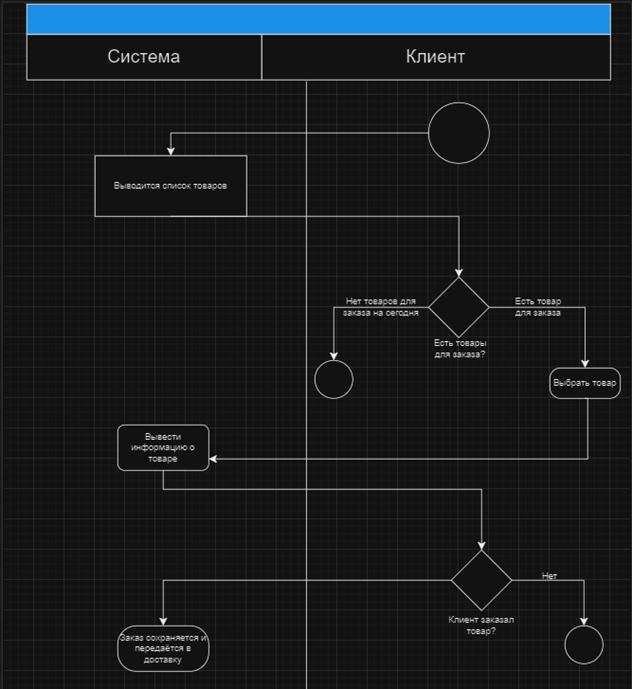 Система
Клиент
Выводится список товаров
Нет товаров для
заказа на сегодня
Есть товар
для заказа
Есть товары
для заказа?
Выбрать товар
Вывести
информацию о
товаре
Нет
Клиент заказал
товар?
Заказ сохраняется и
передаётся в
доставку